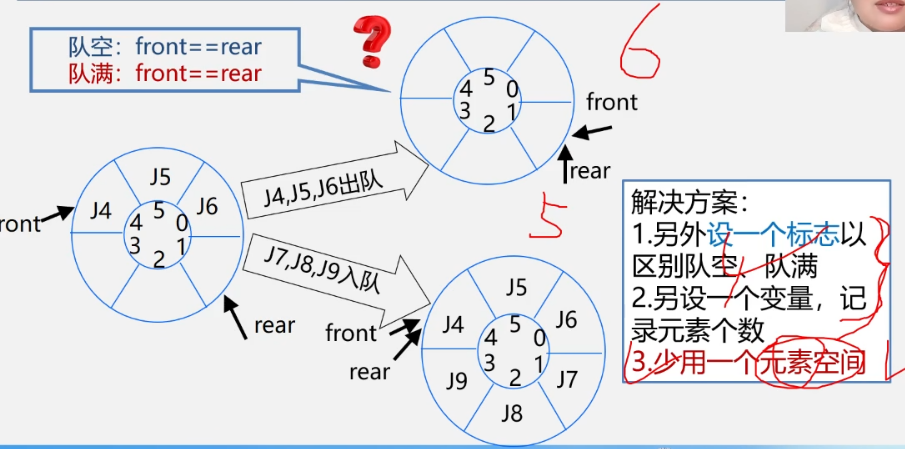 队空：front==rear
队满：front==rear
?
6
4 5 0
3 2 1
front
rear
J4,J5,J6出队
5
J5
J4 J6
4 5 0
3 2 1
ront
rear
J7,J8,J9入队
front
rear
J5
J4 J6
4 5 0
3 2 1
J9 J7
J8
解决方案：
1.另外设一个标志以
区别队空、队满
2.另设一个变量，记
录元素个数
3.少用一个元素空间